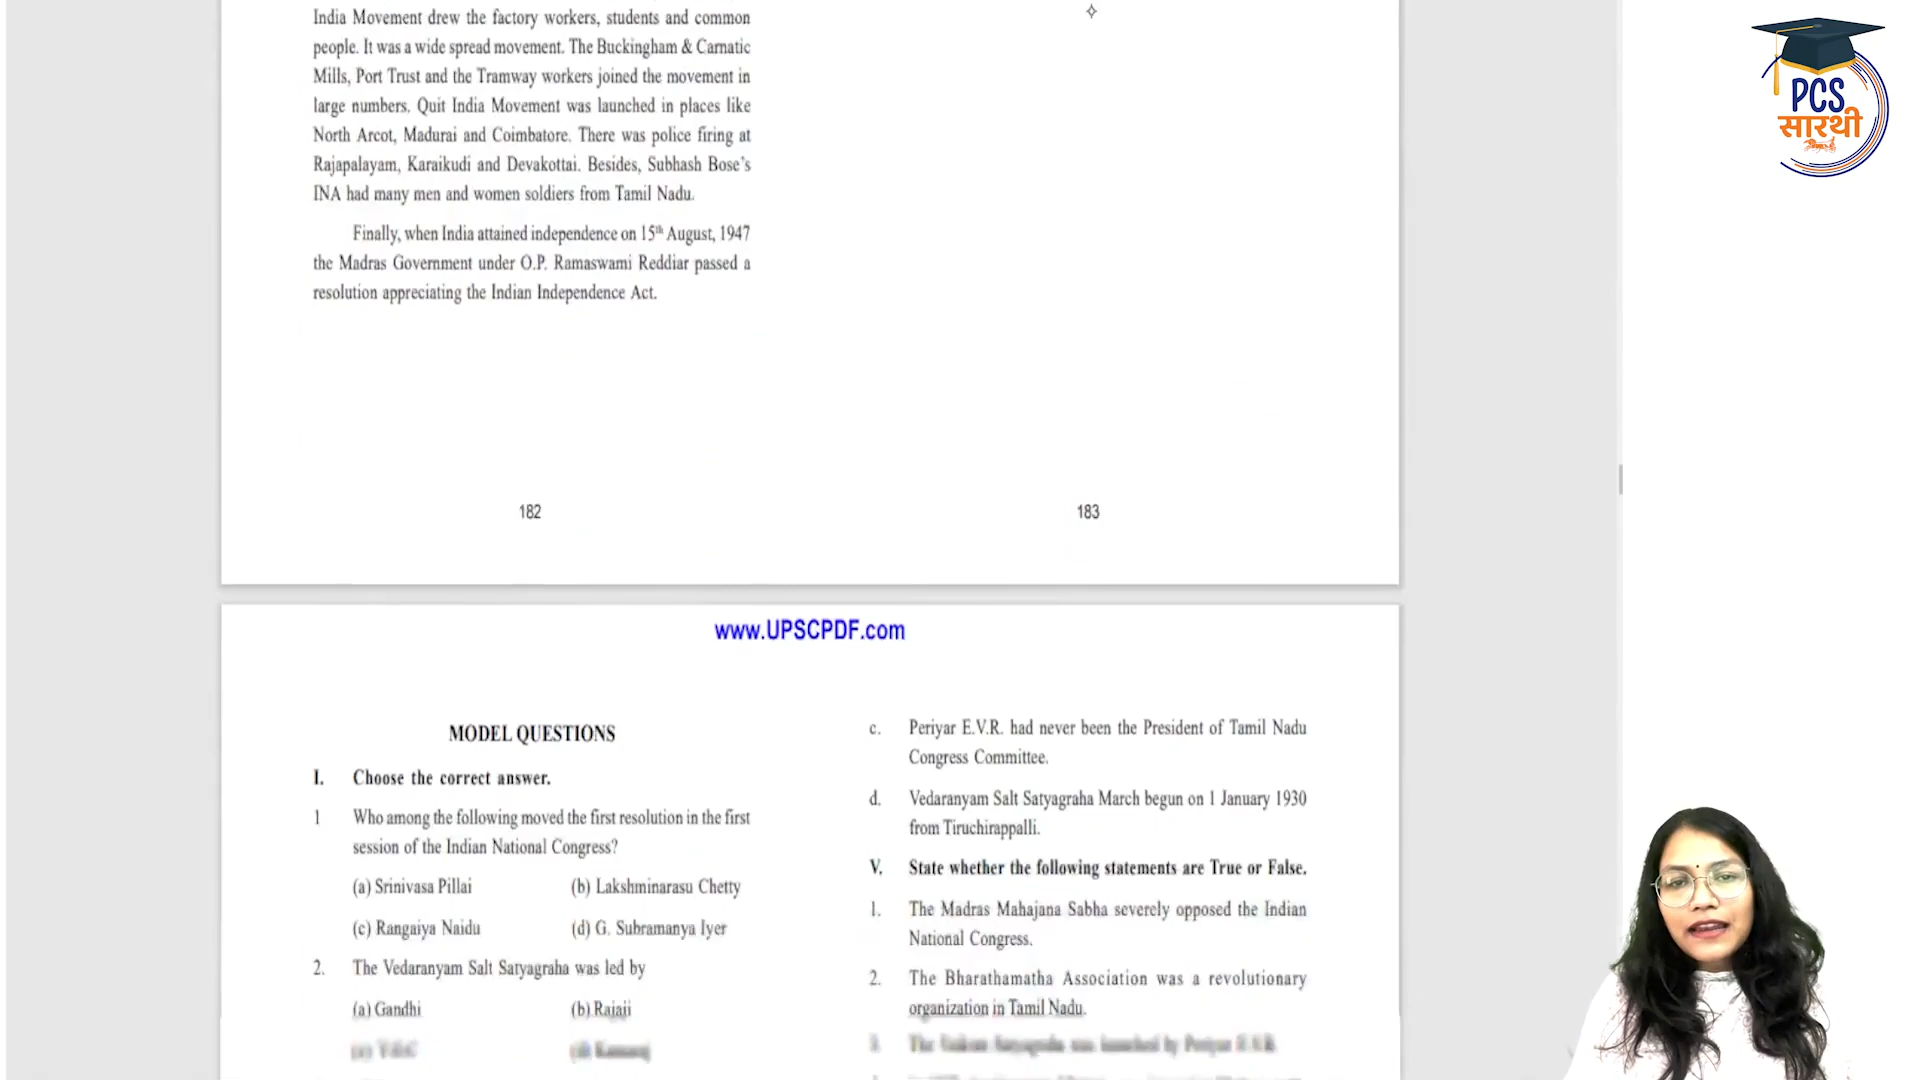 India Movement drew the factory workers, students and common
people. It was a wide spread movement. The Buckingham & Carnatic
Mills, Port Trust and the Tramway workers joined the movement in
large numbers. Quit India Movement was launched in places like
North Arcot, Madurai and Coimbatore. There was police firing at
Rajapalayam, Karaikudi and Devakottai. Besides, Subhash Bose's
INA had many men and women soldiers from Tamil Nadu.
Finally, when India attained independence on 15th August, 1947
the Madras Government under O.P. Ramaswami Reddiar passed a
resolution appreciating the Indian Independence Act.
182
183
PCS
सारथी
www.UPSCPDF.com
MODEL QUESTIONS
I. Choose the correct answer.
1 Who among the following moved the first resolution in the first
session of the Indian National Congress?
(a) Srinivasa Pillai (b) Lakshminarasu Chetty
(c) Rangaiya Naidu (d) G. Subramanya Iyer
2. The Vedaranyam Salt Satyagraha was led by
(a) Gandhi (b) Rajaji
c. Periyar E.V.R. had never been the President of Tamil Nadu
Congress Committee.
d. Vedaranyam Salt Satyagraha March begun on 1 January 1930
from Tiruchirappalli.
V. State whether the following statements are True or False.
1. The Madras Mahajana Sabha severely opposed the Indian
National Congress.
2. The Bharathamatha Association was a revolutionary
organization in Tamil Nadu.